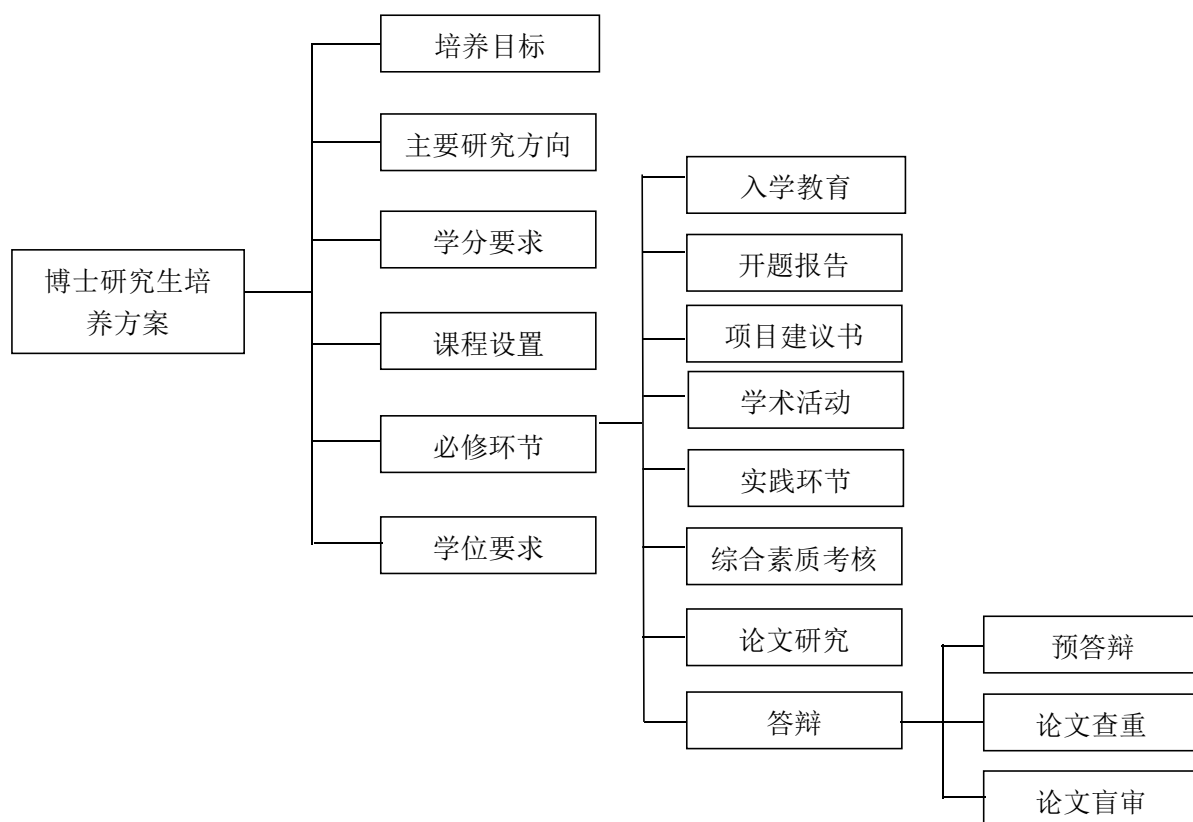 博士研究生培
养方案
培养目标
主要研究方向
学分要求
课程设置
必修环节
学位要求
入学教育
开题报告
项目建议书
学术活动
实践环节
综合素质考核
论文研究
答辩
预答辩
论文查重
论文盲审